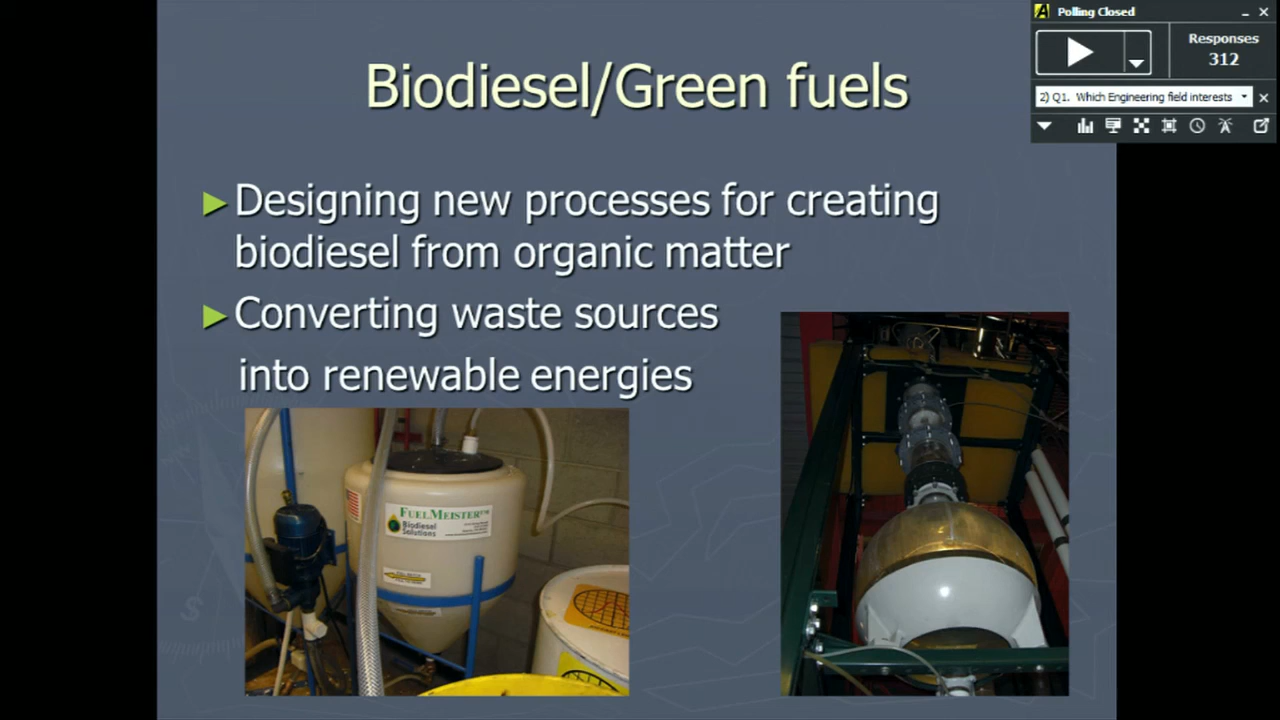 Polling Closed
Responses
312
2) Q1. Which Engineering field interests
Biodiesel/Green fuels
Designing new processes for creating
biodiesel from organic matter
Converting waste sources
into renewable energies
FUELMEISTER
Biodiesel
Solutions